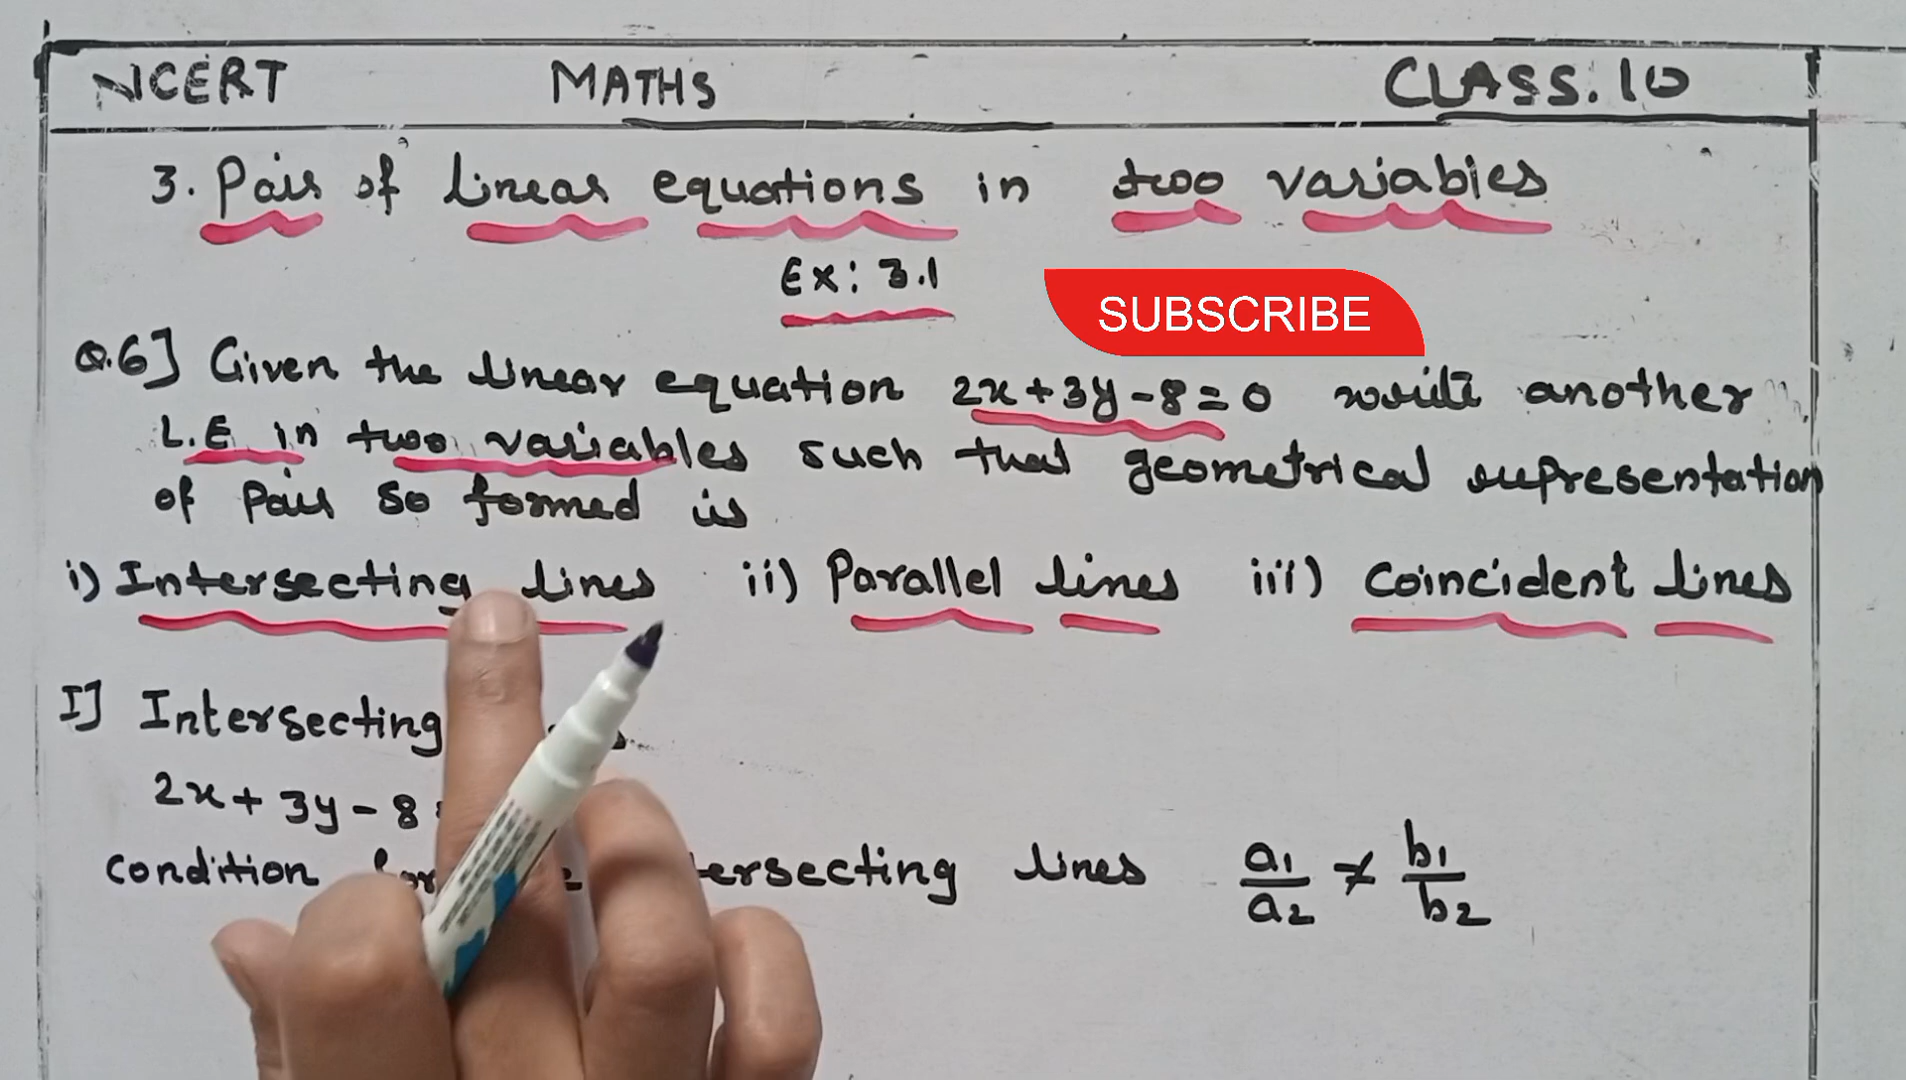 NCERT MATHS CLASS. 10
3. Pair of linear equations in two variables
Ex: 3.1
SUBSCRIBE
Q.6] Given the linear equation 2x+3y-8=0 write another
L.E in two variables such that geometrical representation
of pair so formed is
i) Intersecting lines ii) Parallel lines iii) Coincident lines
I] Intersecting
2x + 3y - 8
condition for ersecting lines a1/a2 ≠ b1/b2